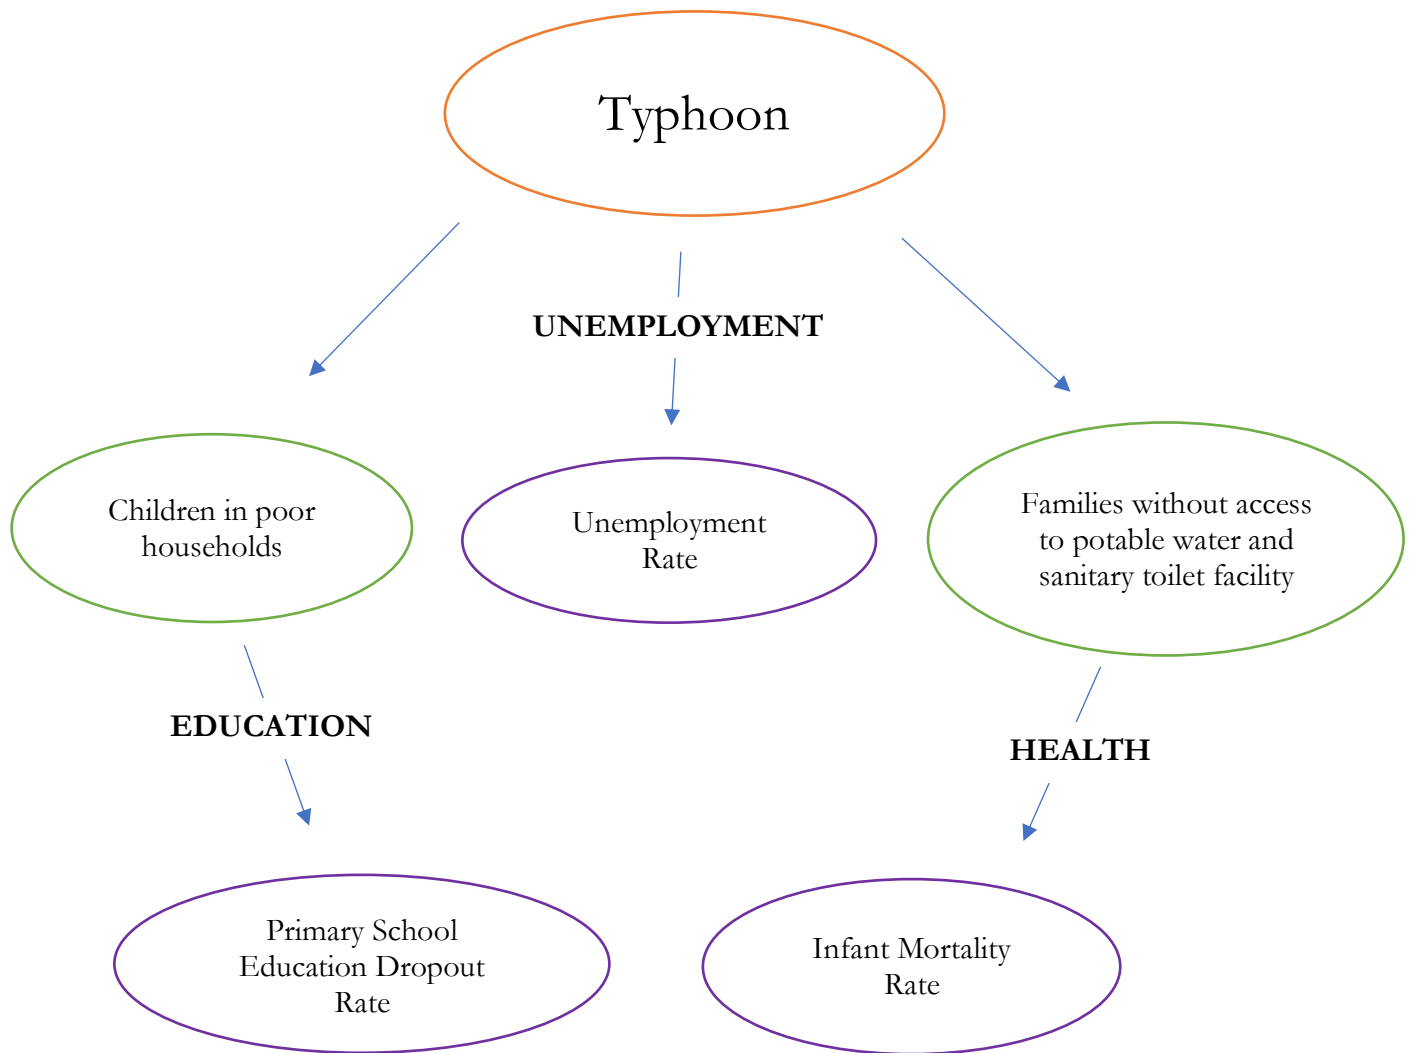 Typhoon
UNEMPLOYMENT
Children in poor
households
Unemployment
Rate
Families without access
to potable water and
sanitary toilet facility
EDUCATION
HEALTH
Primary School
Education Dropout
Rate
Infant Mortality
Rate